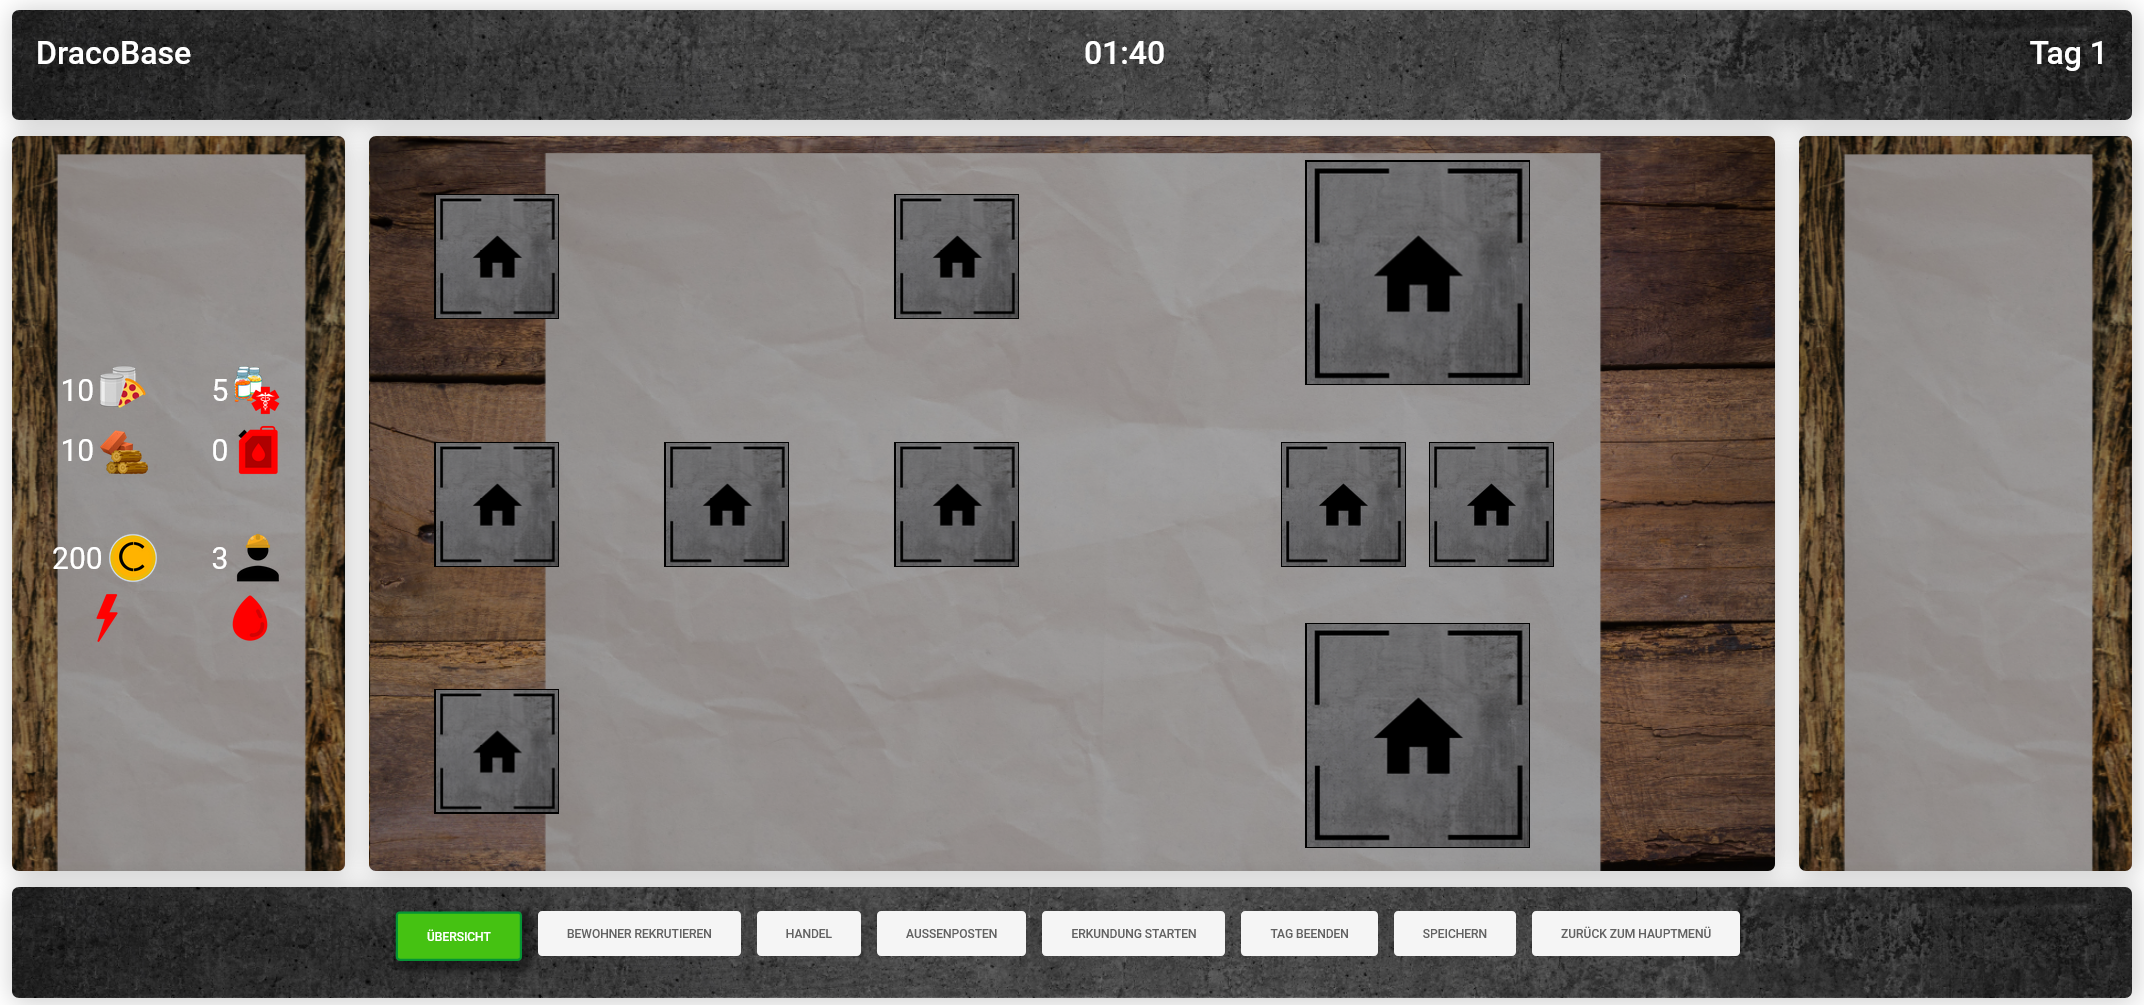 DracoBase
01:40
Tag 1
10
5
10
0
200
3
ÜBERSICHT
BEWOHNER REKRUTIEREN
HANDEL
AUSSENPOSTEN
ERKUNDUNG STARTEN
TAG BEENDEN
SPEICHERN
ZURÜCK ZUM HAUPTMENÜ